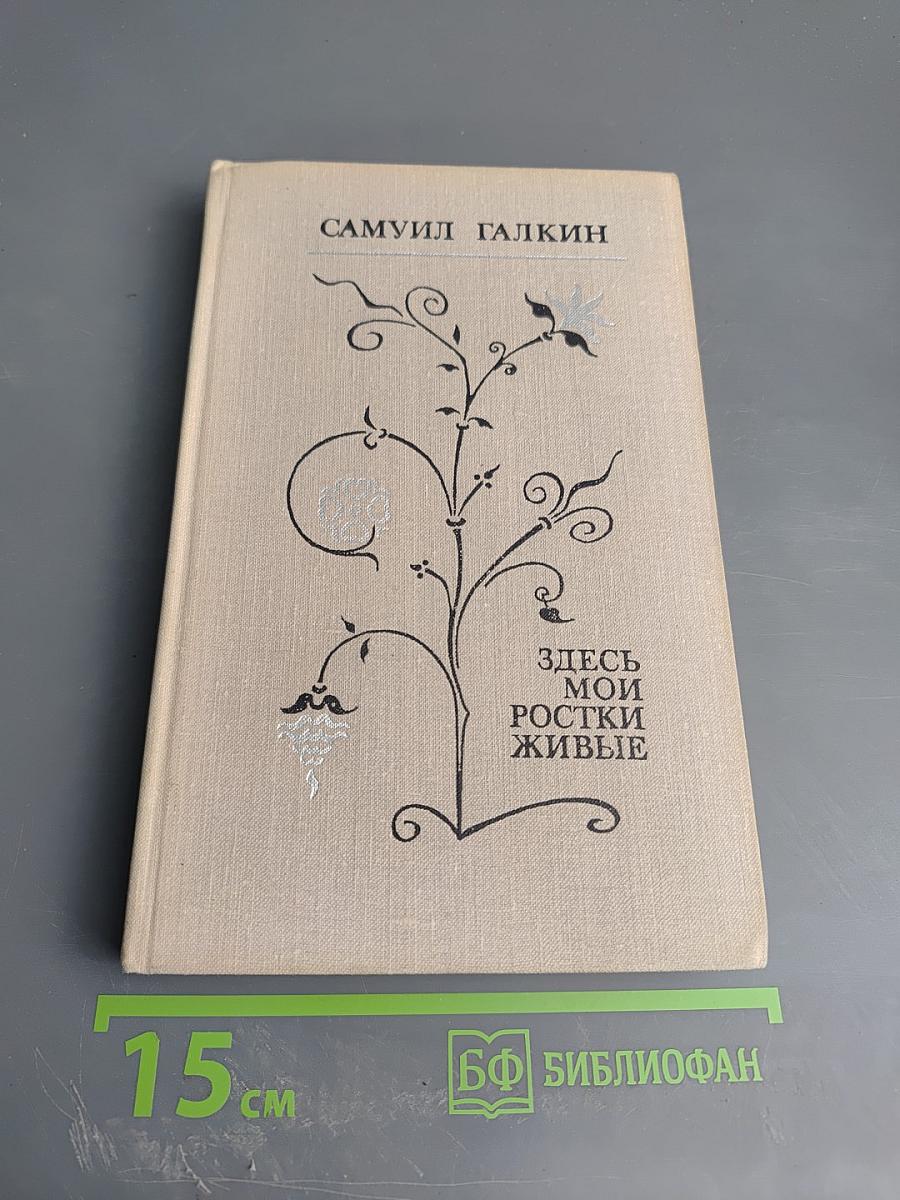 САМУИЛ ГАЛКИН
ЗДЕСЬ
МОИ
РОСТКИ
ЖИВЫЕ
15 см
БФ БИБЛИОФАН